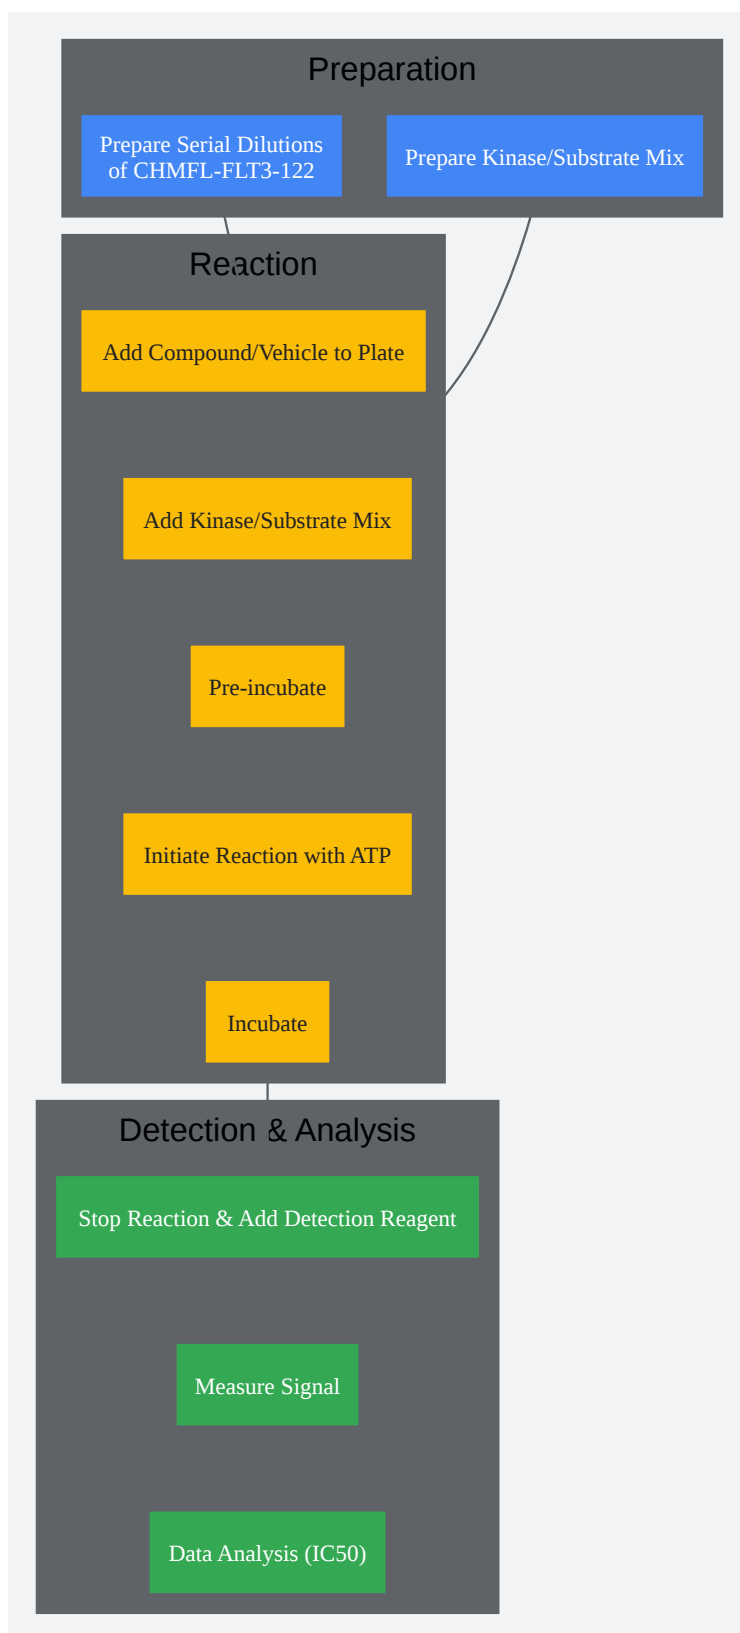 Preparation
Prepare Serial Dilutions
of CHMFL-FLT3-122
Prepare Kinase/Substrate Mix
Reaction
Add Compound/Vehicle to Plate
Add Kinase/Substrate Mix
Pre-incubate
Initiate Reaction with ATP
Incubate
Detection & Analysis
Stop Reaction & Add Detection Reagent
Measure Signal
Data Analysis (IC50)